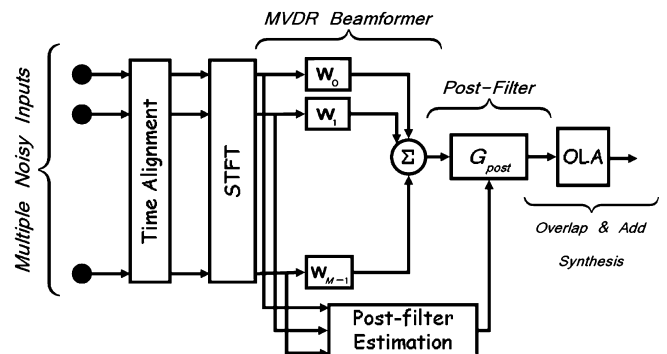 MVDR Beamformer
Multiple Noisy Inputs
Time Alignment
STFT
W0
W1
WM-1
Σ
Post-Filter
Gpost
OLA
Overlap & Add
Synthesis
Post-filter
Estimation